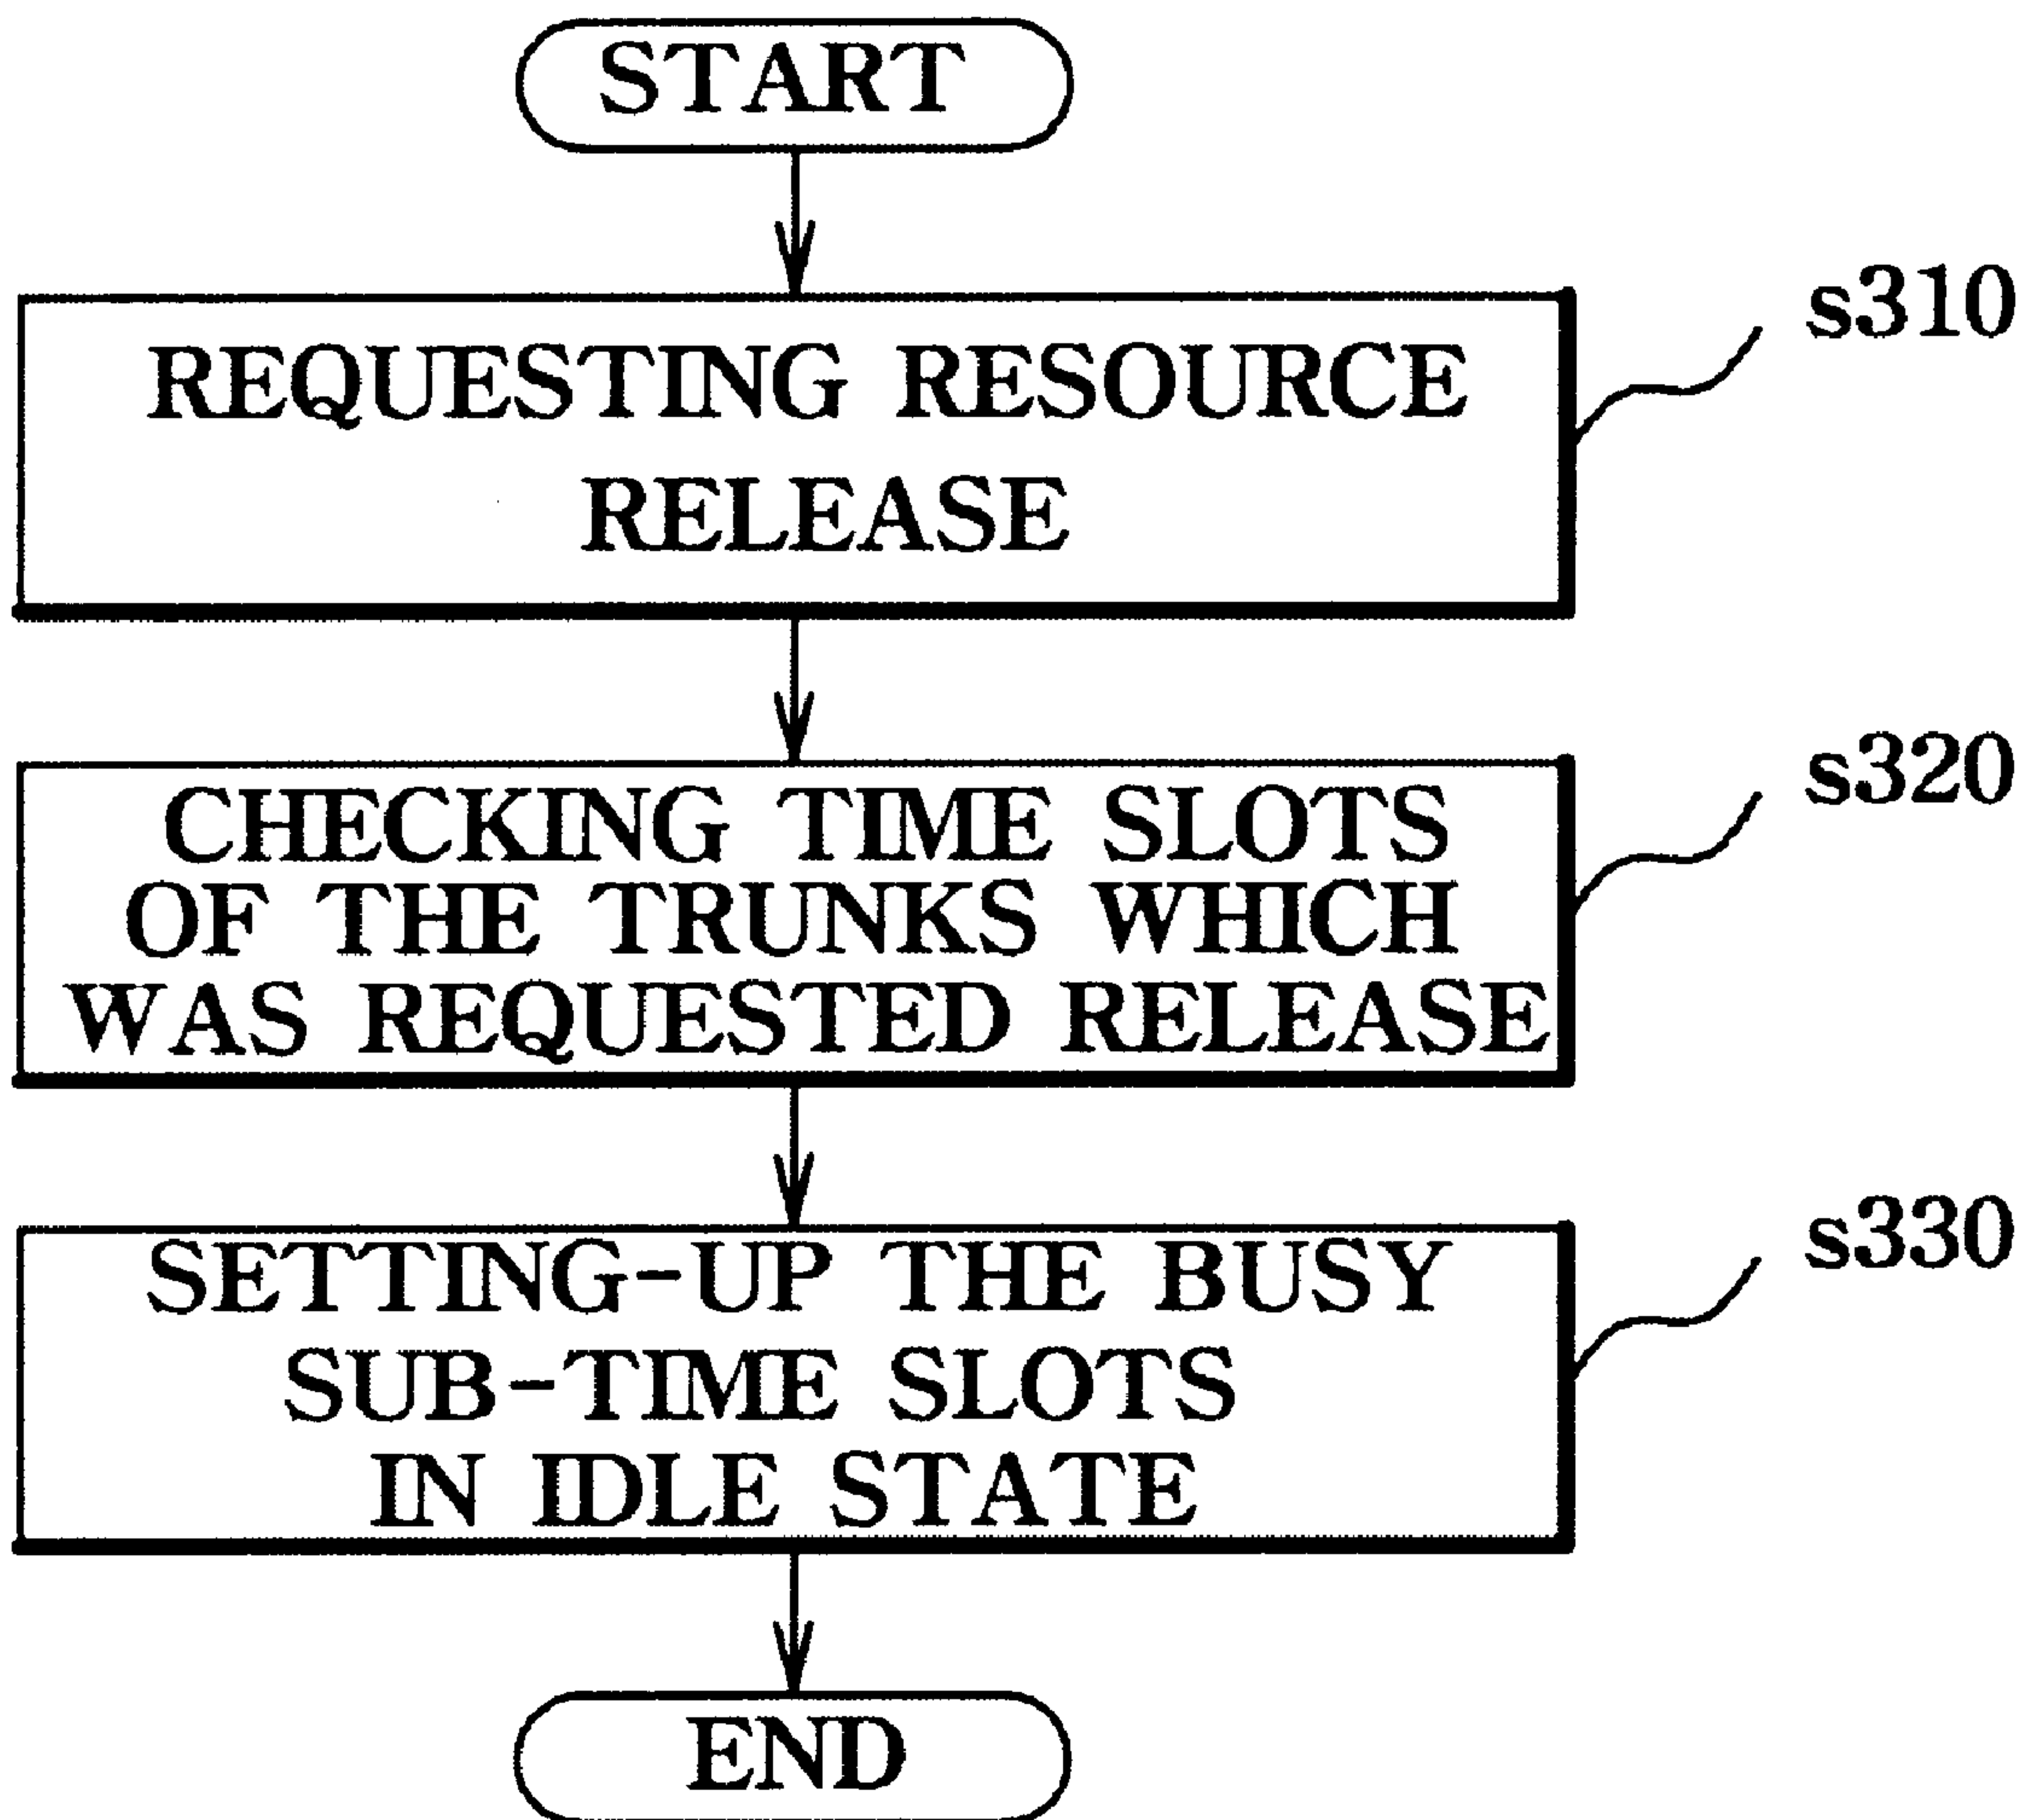 START
s310
REQUESTING RESOURCE
RELEASE
s320
CHECKING TIME SLOTS
OF THE TRUNKS WHICH
WAS REQUESTED RELEASE
s330
SETTING-UP THE BUSY
SUB-TIME SLOTS
IN IDLE STATE
END